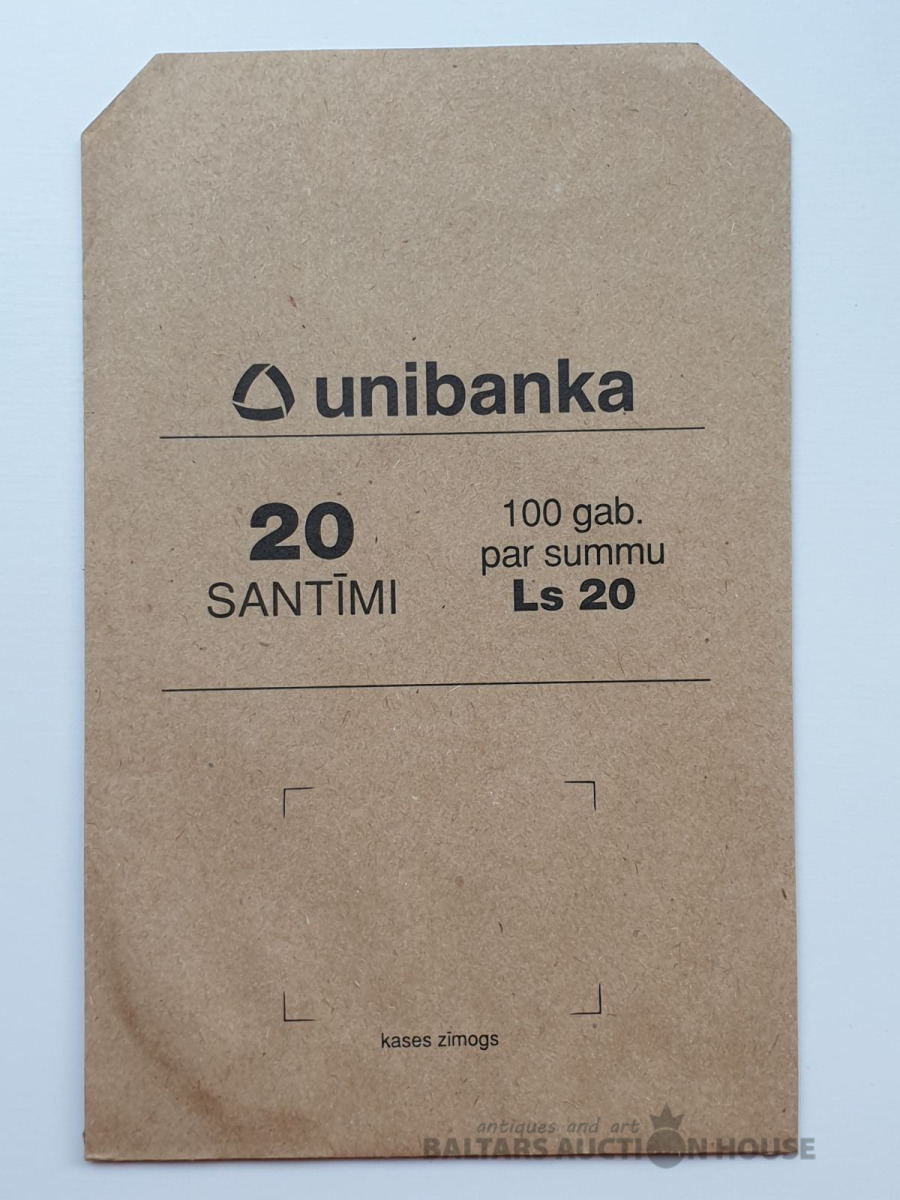 unibanka
20
SANTĪMI
100 gab.
par summu
Ls 20
kases zīmogs
antiques and art
BALTARS AUCTION HOUSE